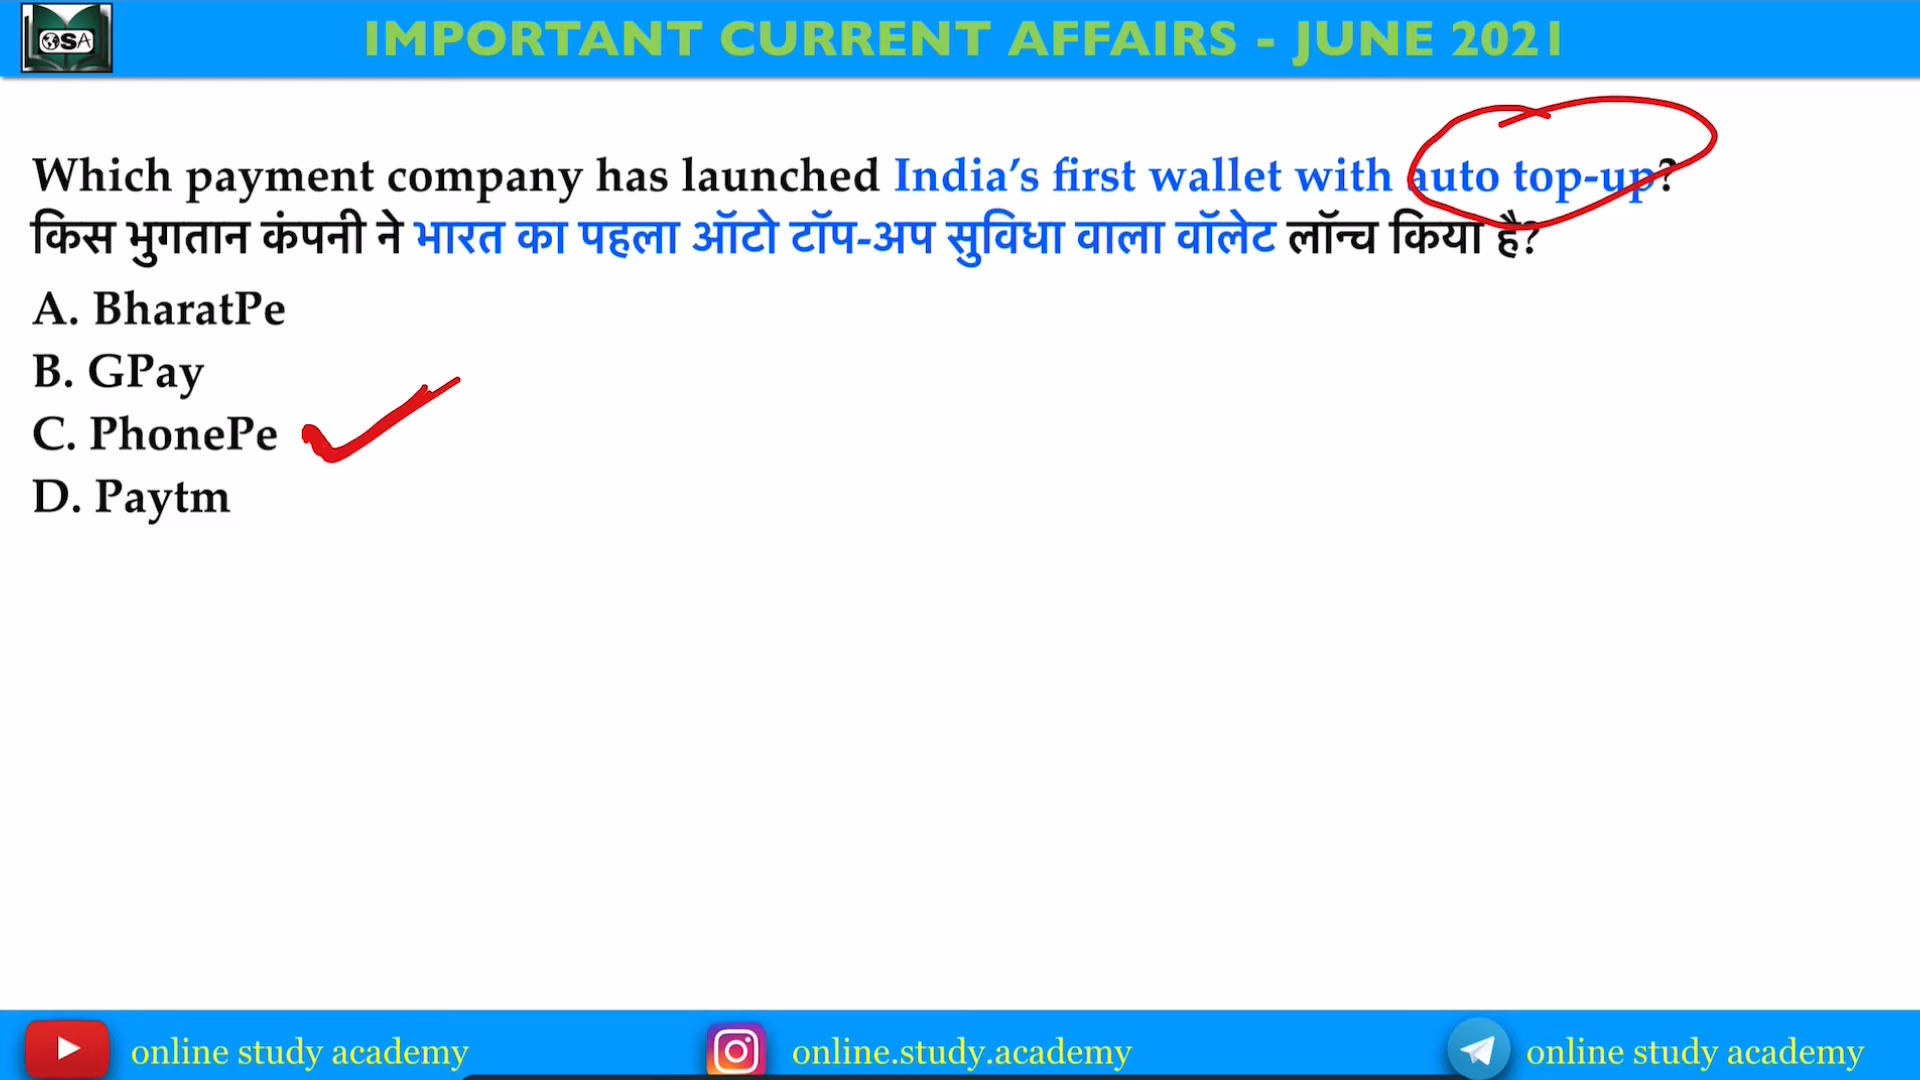 OSA
IMPORTANT CURRENT AFFAIRS - JUNE 2021
Which payment company has launched India’s first wallet with auto top-up?
किस भुगतान कंपनी ने भारत का पहला ऑटो टॉप-अप सुविधा वाला वॉलेट लॉन्च किया है?
A. BharatPe
B. GPay
C. PhonePe
D. Paytm
online study academy
online.study.academy
online study academy